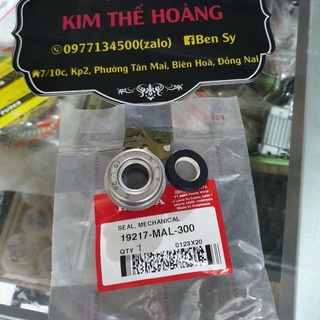 KIM THẾ HOÀNG
0977134500(zalo) Ben Sy
7/10c, Kp2, Phường Tân Mai, Biên Hoà, Đồng Nai
SEAL, MECHANICAL
19217-MAL-300
QTY 1
0123X20